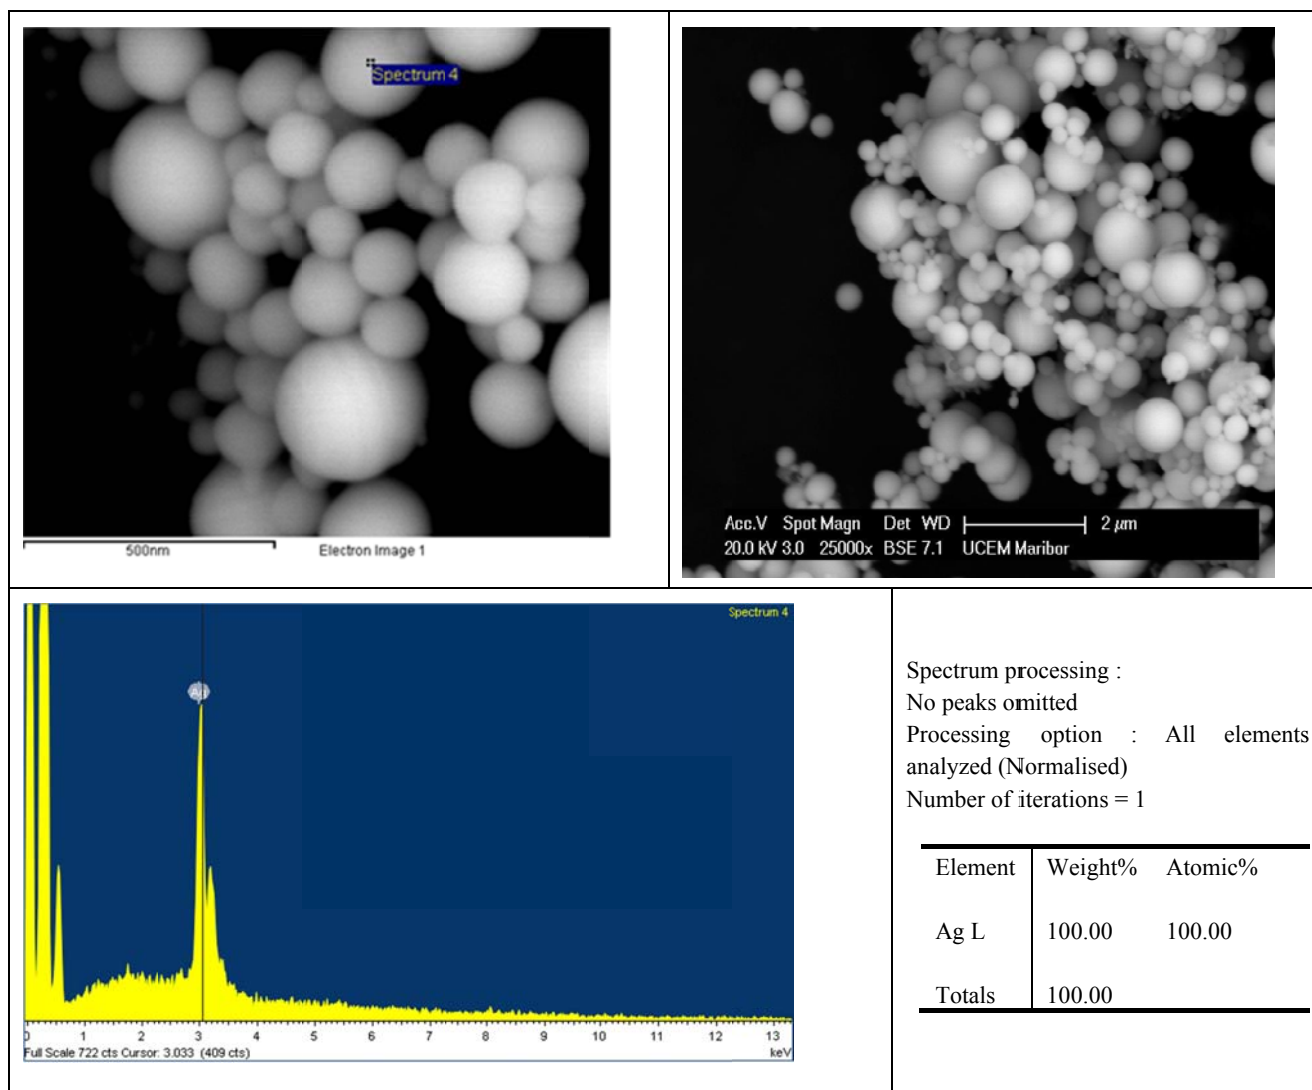 Spectrum 4
500nm Electron Image 1
Acc.V Spot Magn Det WD 2 µm
20.0 kV 3.0 25000x BSE 7.1 UCEM Maribor
Spectrum 4
Ag
0 1 2 3 4 5 6 7 8 9 10 11 12 13
Full Scale 722 cts Cursor: 3.033 (409 cts) keV
Spectrum processing :
No peaks omitted
Processing option : All elements
analyzed (Normalised)
Number of iterations = 1
Element Weight% Atomic%
Ag L 100.00 100.00
Totals 100.00